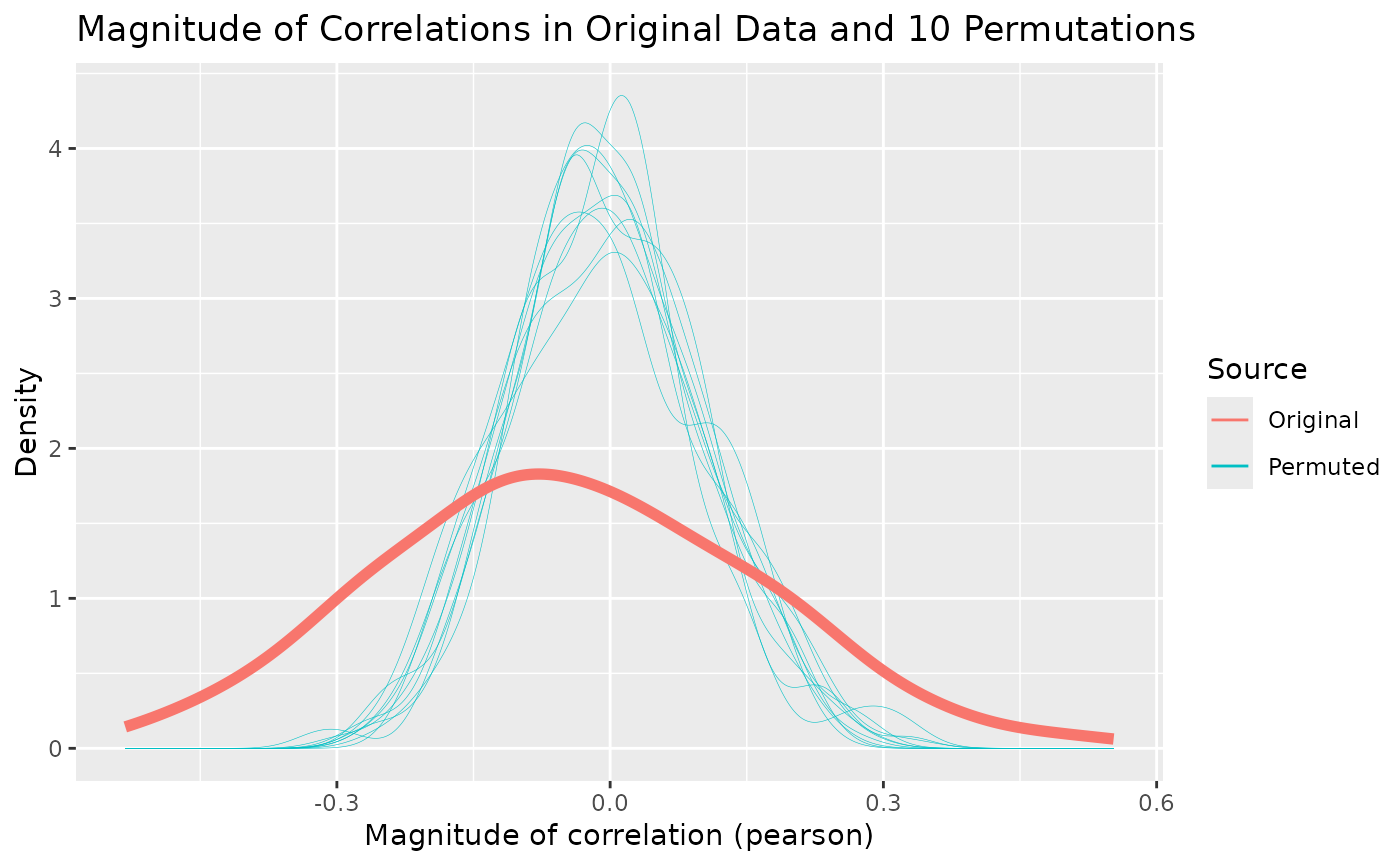 Magnitude of Correlations in Original Data and 10 Permutations
Density
4
3
2
1
0
-0.3
0.0
0.3
0.6
Magnitude of correlation (pearson)
Source
Original
Permuted